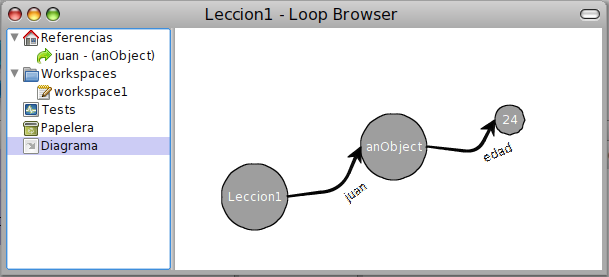 Leccion1 - Loop Browser
Referencias
juan - (anObject)
Workspaces
workspace1
Tests
Papelera
Diagrama
24
anObject
edad
juan
Leccion1